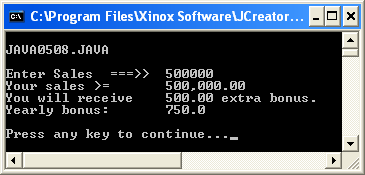 C:\Program Files\Xinox Software\JCreator...
JAVA0508.JAVA
Enter Sales ===>> 500000
Your sales >= 500,000.00
You will receive 500.00 extra bonus.
Yearly bonus: 750.0
Press any key to continue..._